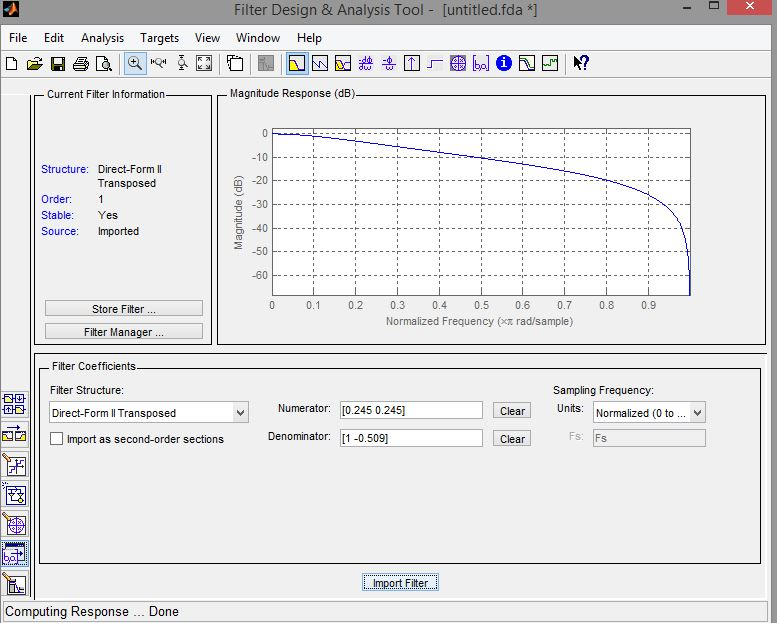 Filter Design & Analysis Tool - [untitled.fda *]
File Edit Analysis Targets View Window Help
Current Filter Information
Structure: Direct-Form II
Transposed
Order: 1
Stable: Yes
Source: Imported
Store Filter ...
Filter Manager ...
Magnitude Response (dB)
0
-10
-20
-30
-40
-50
-60
Magnitude (dB)
0 0.1 0.2 0.3 0.4 0.5 0.6 0.7 0.8 0.9
Normalized Frequency (×π rad/sample)
Filter Coefficients
Filter Structure:
Direct-Form II Transposed
Import as second-order sections
Numerator: [0.245 0.245] Clear
Denominator: [1 -0.509] Clear
Sampling Frequency:
Units: Normalized (0 to ...
Fs: Fs
Import Filter
Computing Response ... Done